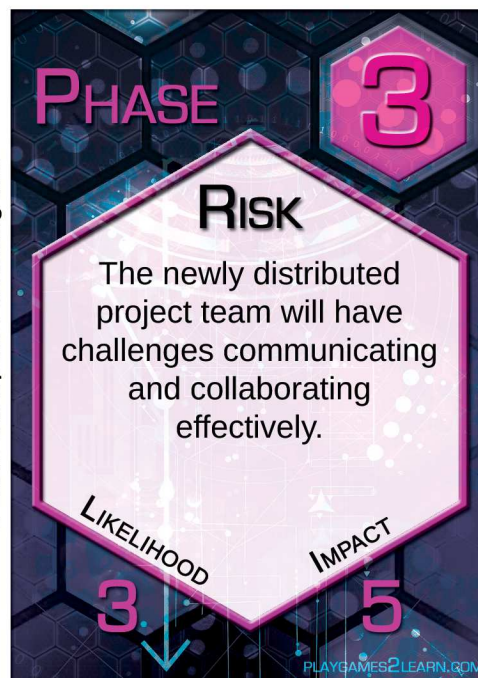 PHASE 3
RISK
The newly distributed
project team will have
challenges communicating
and collaborating
effectively.
LIKELIHOOD
3
IMPACT
5
PLAYGAMES2LEARN.COM